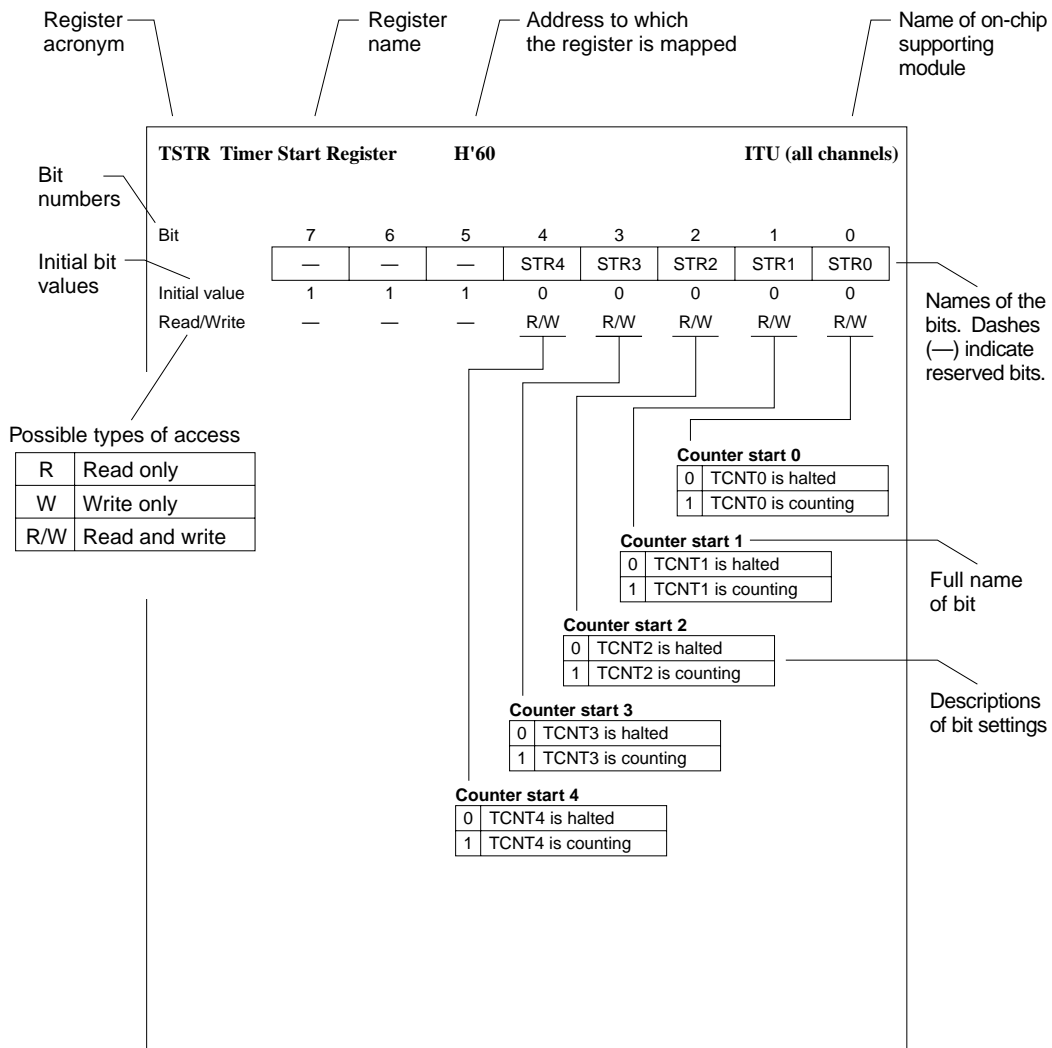 Register
acronym
Register
name
Address to which
the register is mapped
Name of on-chip
supporting
module
TSTR Timer Start Register H'60 ITU (all channels)
Bit
numbers
Bit 7 6 5 4 3 2 1 0
— — — STR4 STR3 STR2 STR1 STR0
Initial bit
values
Initial value 1 1 1 0 0 0 0 0
Read/Write — — — R/W R/W R/W R/W R/W
Names of the
bits. Dashes
(—) indicate
reserved bits.
Possible types of access
R Read only
W Write only
R/W Read and write
Counter start 0
0 TCNT0 is halted
1 TCNT0 is counting
Counter start 1
0 TCNT1 is halted
1 TCNT1 is counting
Full name
of bit
Counter start 2
0 TCNT2 is halted
1 TCNT2 is counting
Descriptions
of bit settings
Counter start 3
0 TCNT3 is halted
1 TCNT3 is counting
Counter start 4
0 TCNT4 is halted
1 TCNT4 is counting